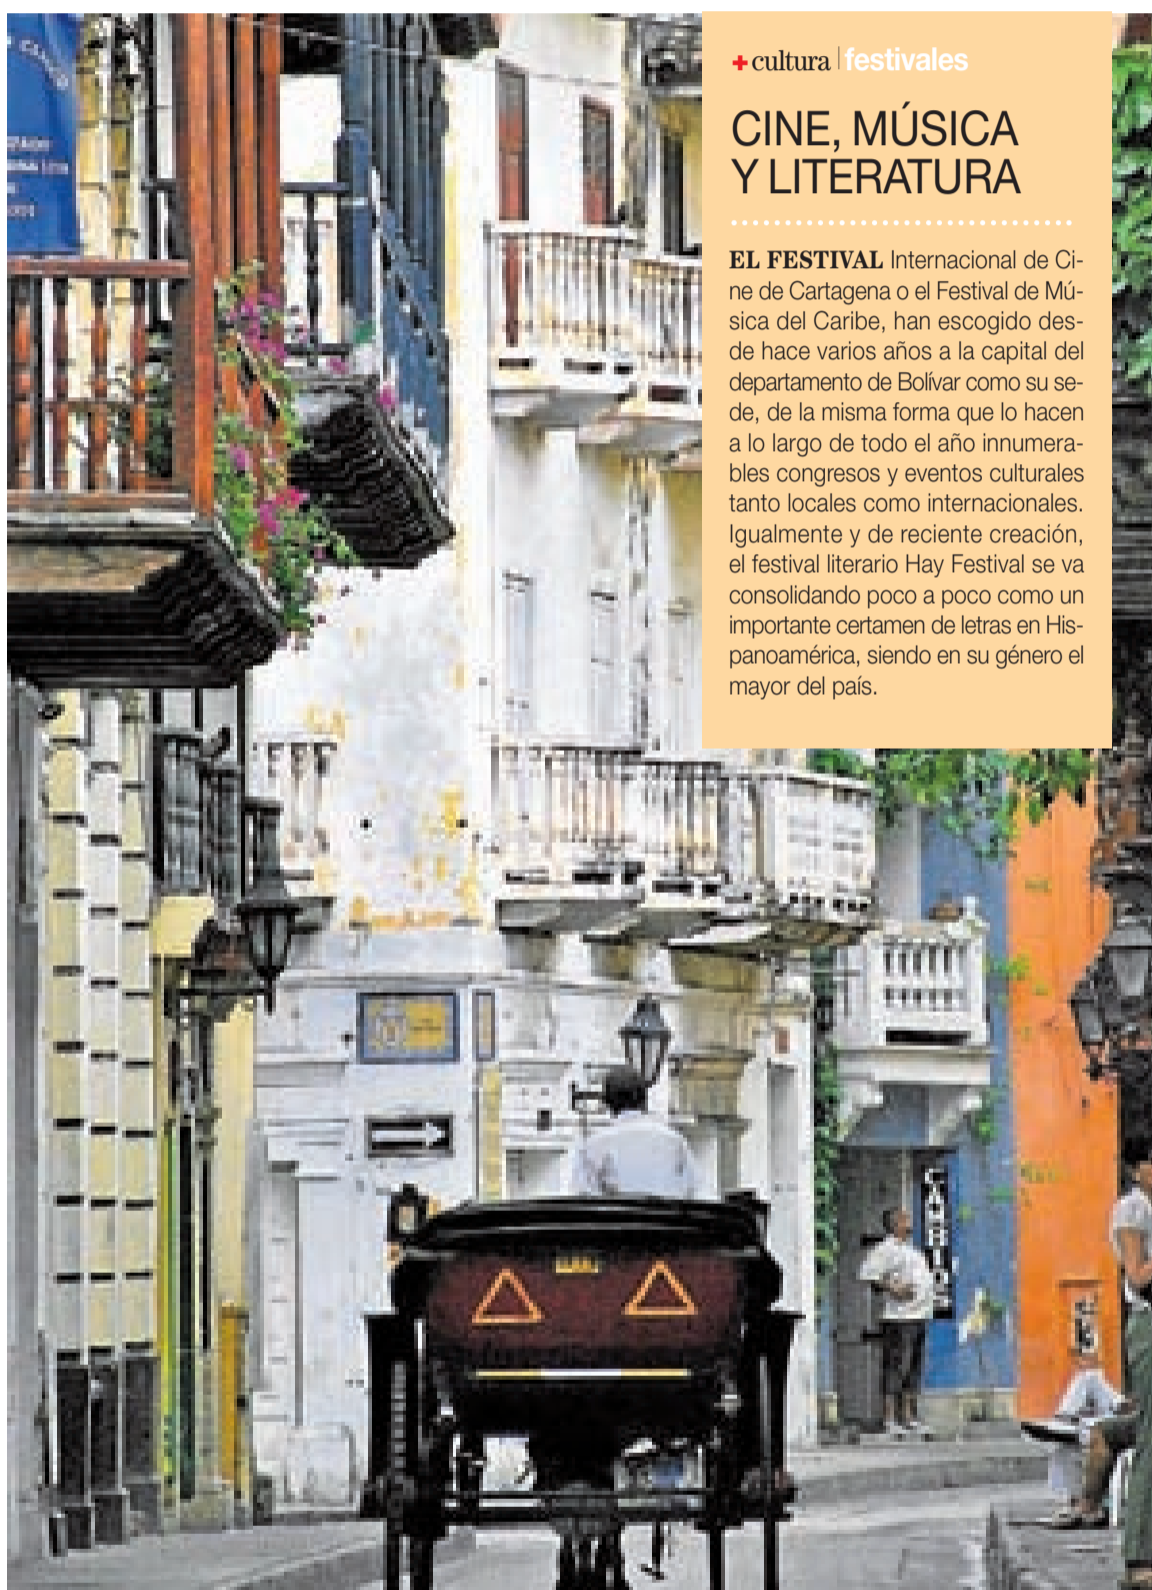 + cultura | festivales
CINE, MÚSICA
Y LITERATURA
EL FESTIVAL Internacional de Ci-
ne de Cartagena o el Festival de Mú-
sica del Caribe, han escogido des-
de hace varios años a la capital del
departamento de Bolívar como su se-
de, de la misma forma que lo hacen
a lo largo de todo el año innumera-
bles congresos y eventos culturales
tanto locales como internacionales.
Igualmente y de reciente creación,
el festival literario Hay Festival se va
consolidando poco a poco como un
importante certamen de letras en His-
panoamérica, siendo en su género el
mayor del país.